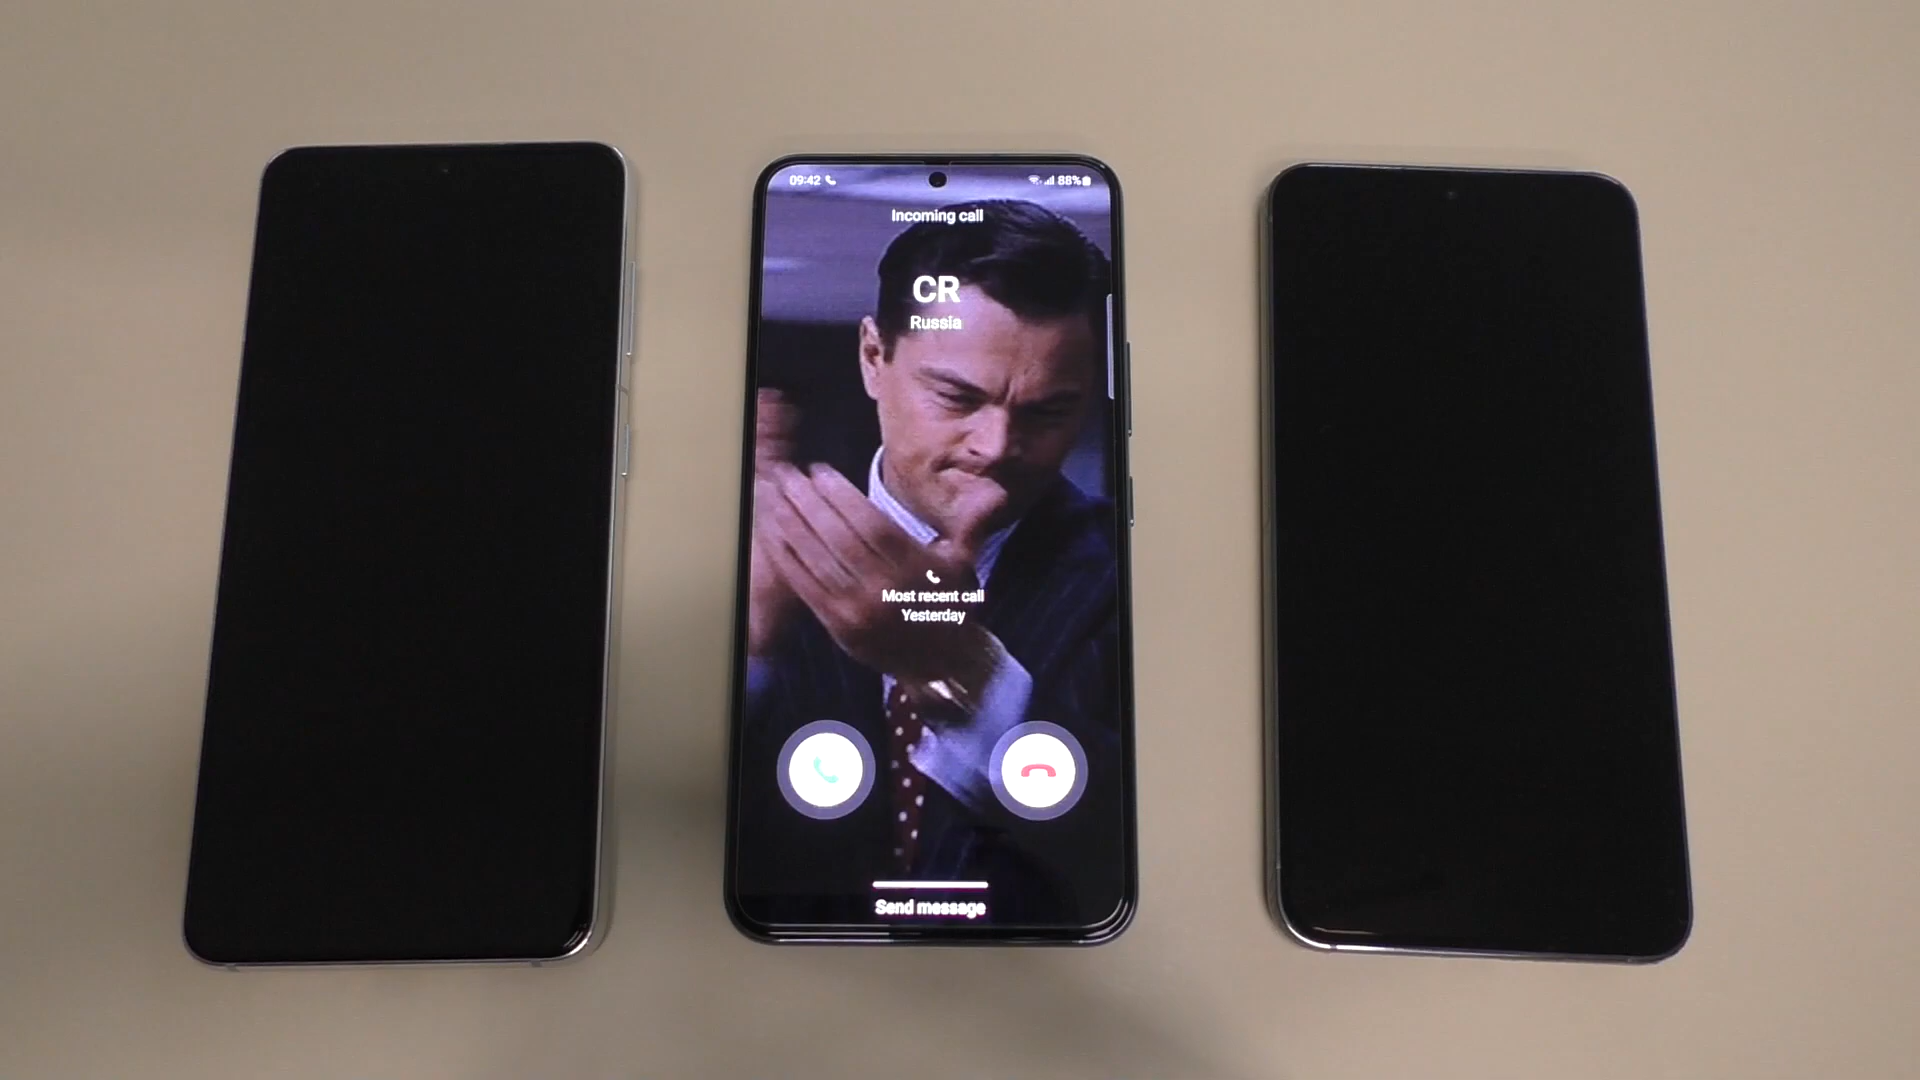 09:42 88%
Incoming call
CR
Russia
Most recent call
Yesterday
Send message